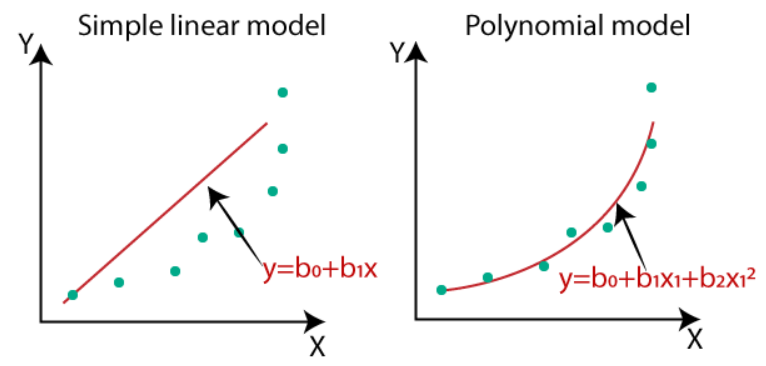 Simple linear model
Y
y=b₀+b₁x
X
Polynomial model
Y
y=b₀+b₁x₁+b₂x₁²
X